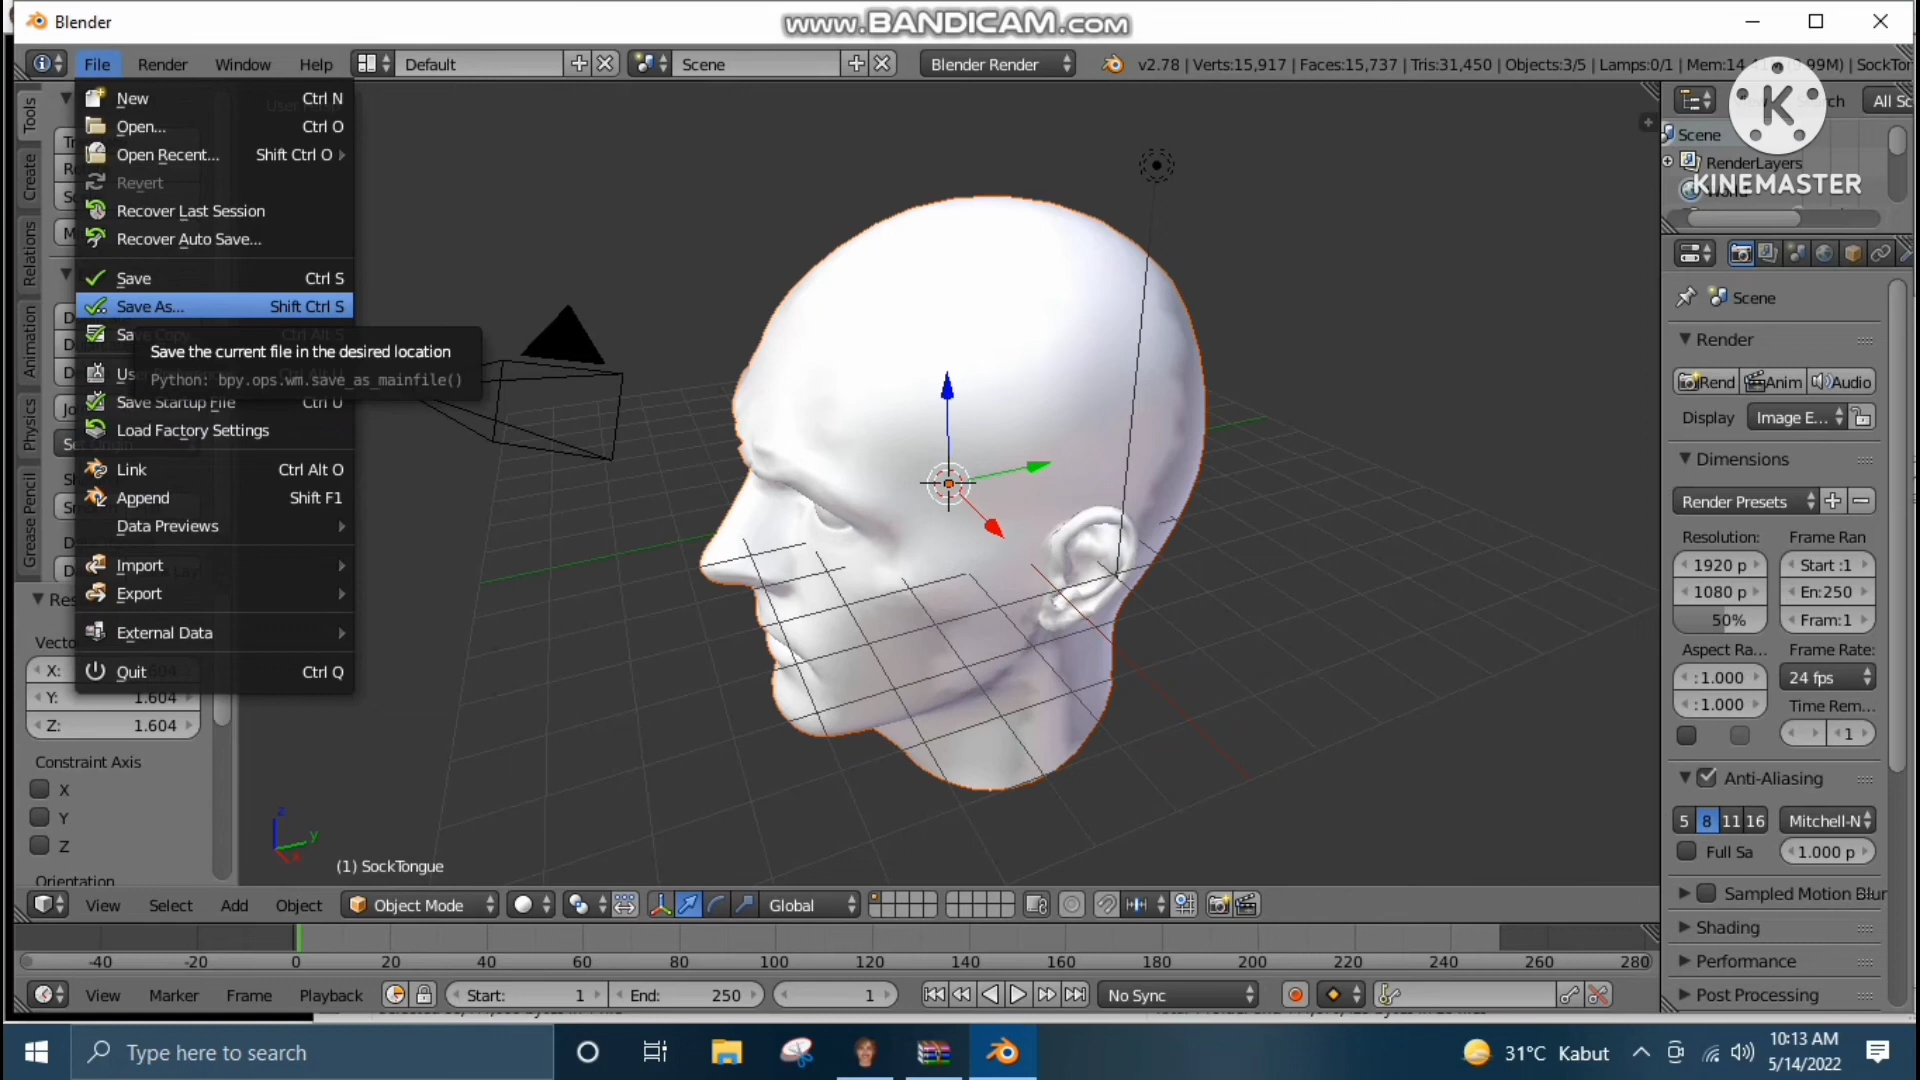 Blender
www.BANDICAM.com
File Render Window Help Default Scene Blender Render v2.78 | Verts:15,917 | Faces:15,737 | Tris:31,450 | Objects:3/5 | Lamps:0/1 | Mem:14
New Ctrl N
Open... Ctrl O
Open Recent... Shift Ctrl O
Revert
Recover Last Session
Recover Auto Save...
Save Ctrl S
Save As... Shift Ctrl S
Save Copy Ctrl Alt S
Save the current file in the desired location
Python: bpy.ops.wm.save_as_mainfile()
Save Startup File Ctrl U
Load Factory Settings
Link Ctrl Alt O
Append Shift F1
Data Previews
Import
Export
External Data
Quit Ctrl Q
Tools
Create
Relations
Animation
Physics
Grease Pencil
X:
Y: 1.604
Z: 1.604
Constraint Axis
X
Y
Z
Orientation
(1) SockTongue
z
y
x
All Sc
Scene
RenderLayers
K
KINEMASTER
Scene
Render
Rend Anim Audio
Display Image E...
Dimensions
Render Presets
Resolution: Frame Ran
1920 p Start :1
1080 p En:250
50% Fram:1
Aspect Ra... Frame Rate:
:1.000 24 fps
:1.000 Time Rem...
1
Anti-Aliasing
5 8 11 16 Mitchell-N
Full Sa 1.000 p
Sampled Motion Blur
Shading
Performance
Post Processing
View Select Add Object Object Mode Global
-40 -20 0 20 40 60 80 100 120 140 160 180 200 220 240 260 280
View Marker Frame Playback Start: 1 End: 250 1 No Sync
Type here to search
31°C Kabut
10:13 AM
5/14/2022